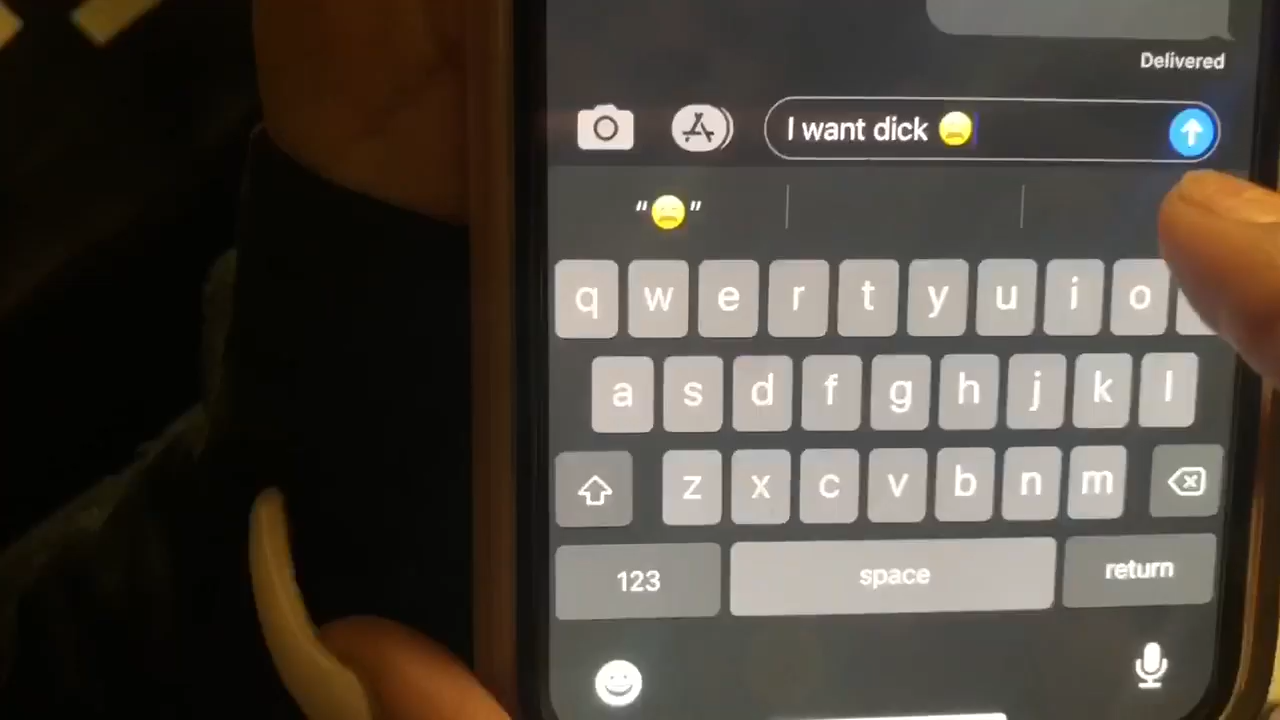 Delivered
I want dick ☹️
“☹️”
q w e r t y u i o
a s d f g h j k l
z x c v b n m
123 space return